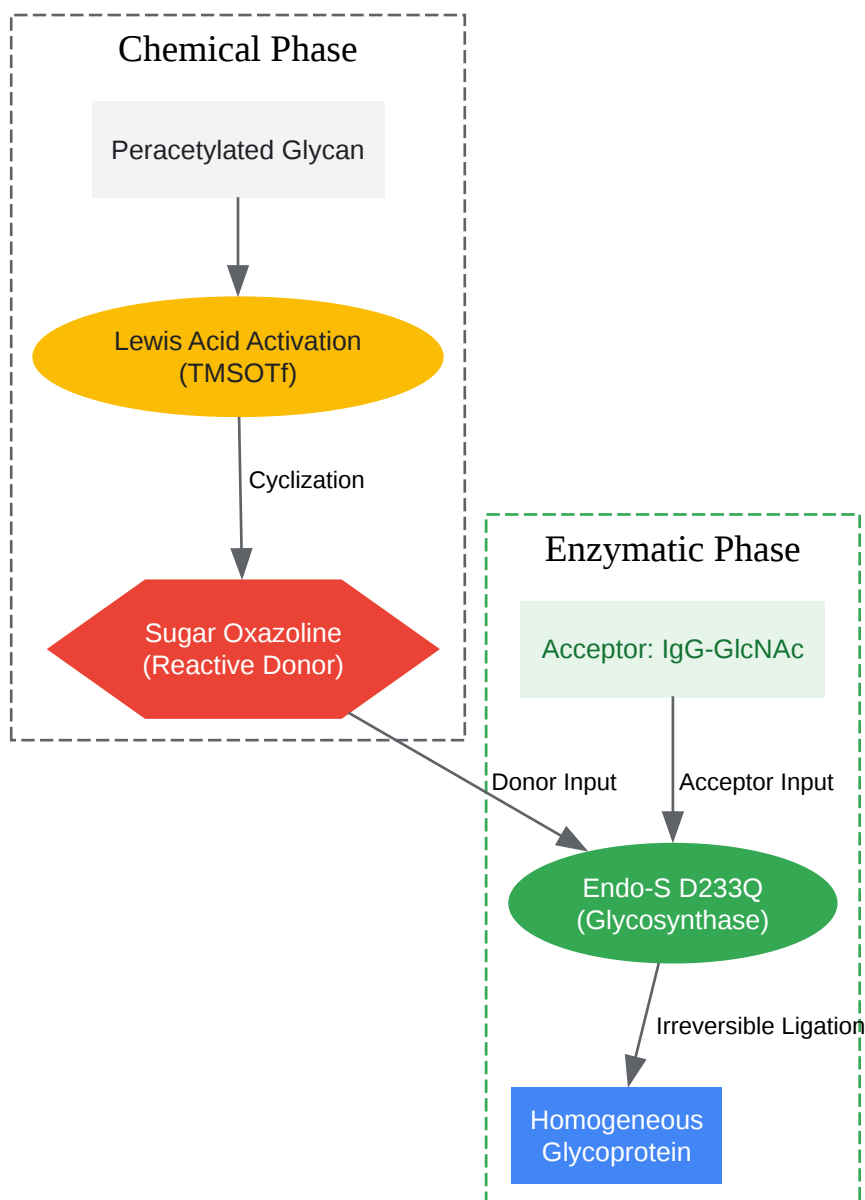 Chemical Phase
Peracetylated Glycan
Lewis Acid Activation
(TMSOTf)
Cyclization
Sugar Oxazoline
(Reactive Donor)
Enzymatic Phase
Acceptor: IgG-GlcNAc
Donor Input
Acceptor Input
Endo-S D233Q
(Glycosynthase)
Irreversible Ligation
Homogeneous
Glycoprotein